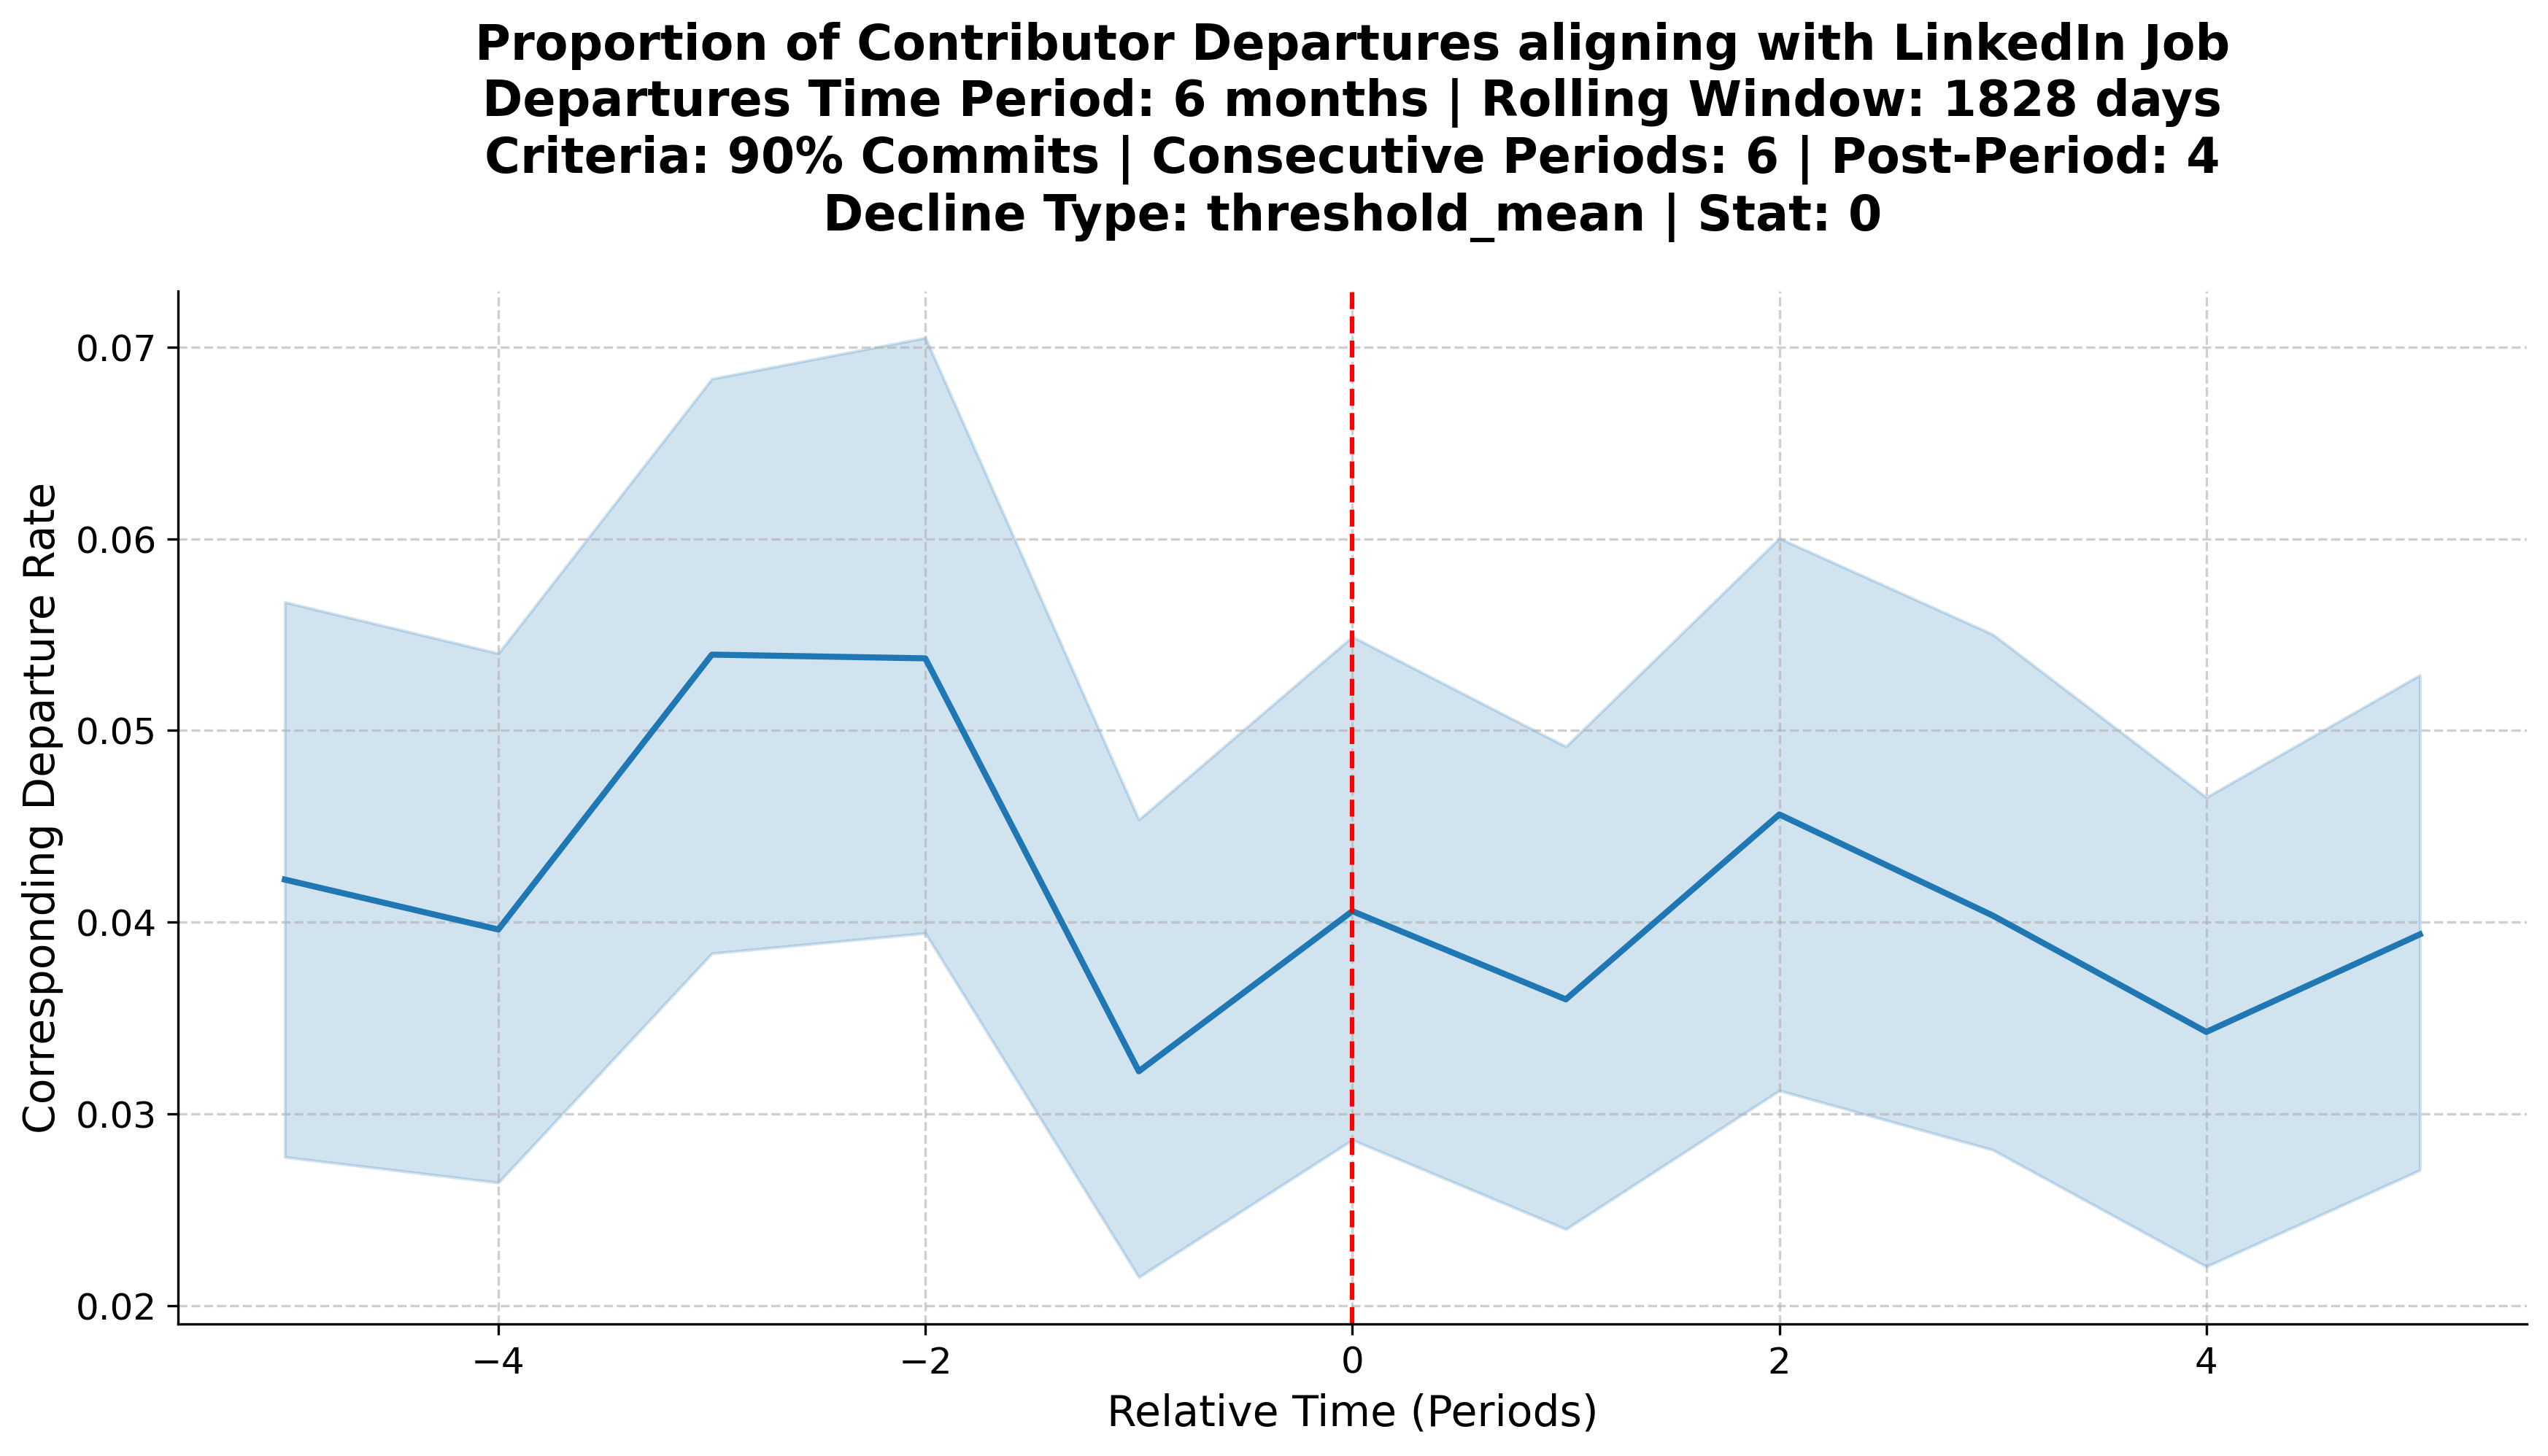 Proportion of Contributor Departures aligning with LinkedIn Job
Departures Time Period: 6 months | Rolling Window: 1828 days
Criteria: 90% Commits | Consecutive Periods: 6 | Post-Period: 4
Decline Type: threshold_mean | Stat: 0
Corresponding Departure Rate
0.07
0.06
0.05
0.04
0.03
0.02
−4
−2
0
2
4
Relative Time (Periods)